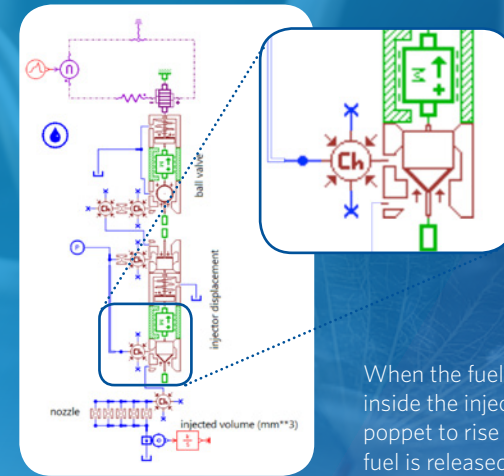 ball valve
injector displacement
nozzle
injected volume (mm**3)
P
Ch
M
When the fuel
inside the injec
poppet to rise
fuel is released